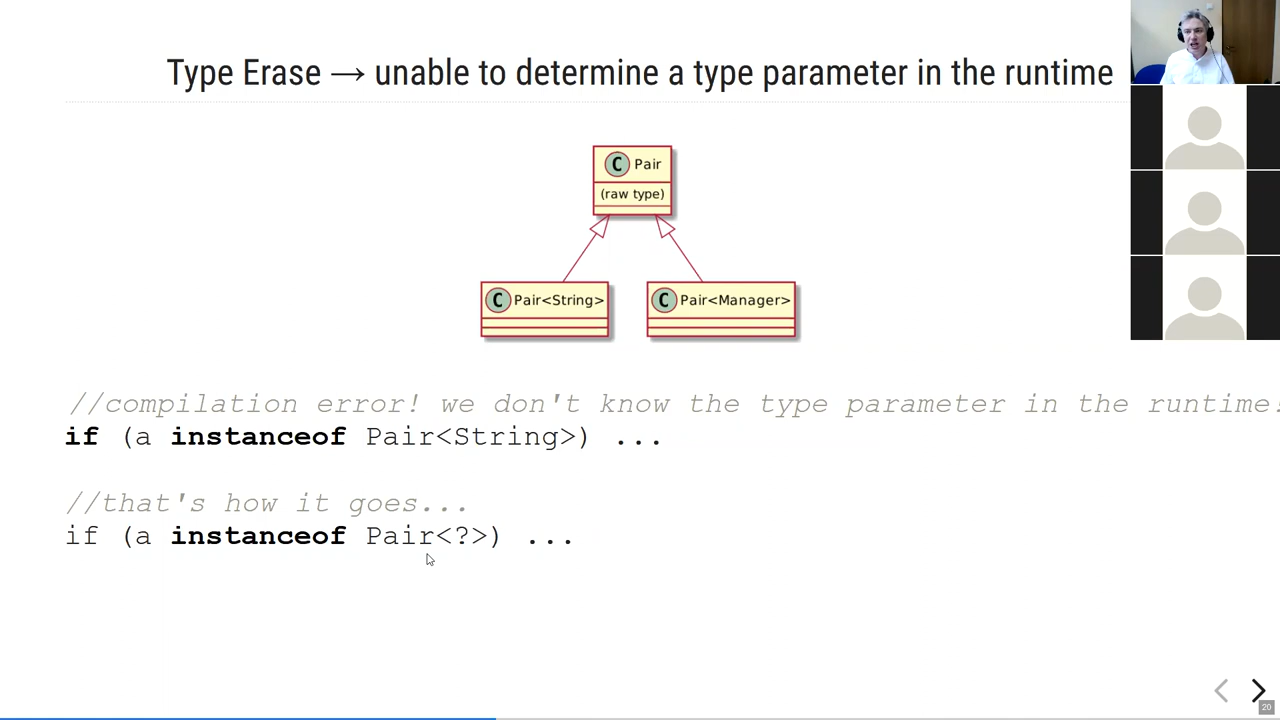 Type Erase → unable to determine a type parameter in the runtime
C Pair
(raw type)
C Pair<String>
C Pair<Manager>
//compilation error! we don't know the type parameter in the runtime!
if (a instanceof Pair<String>) ...
//that's how it goes...
if (a instanceof Pair<?>) ...
20